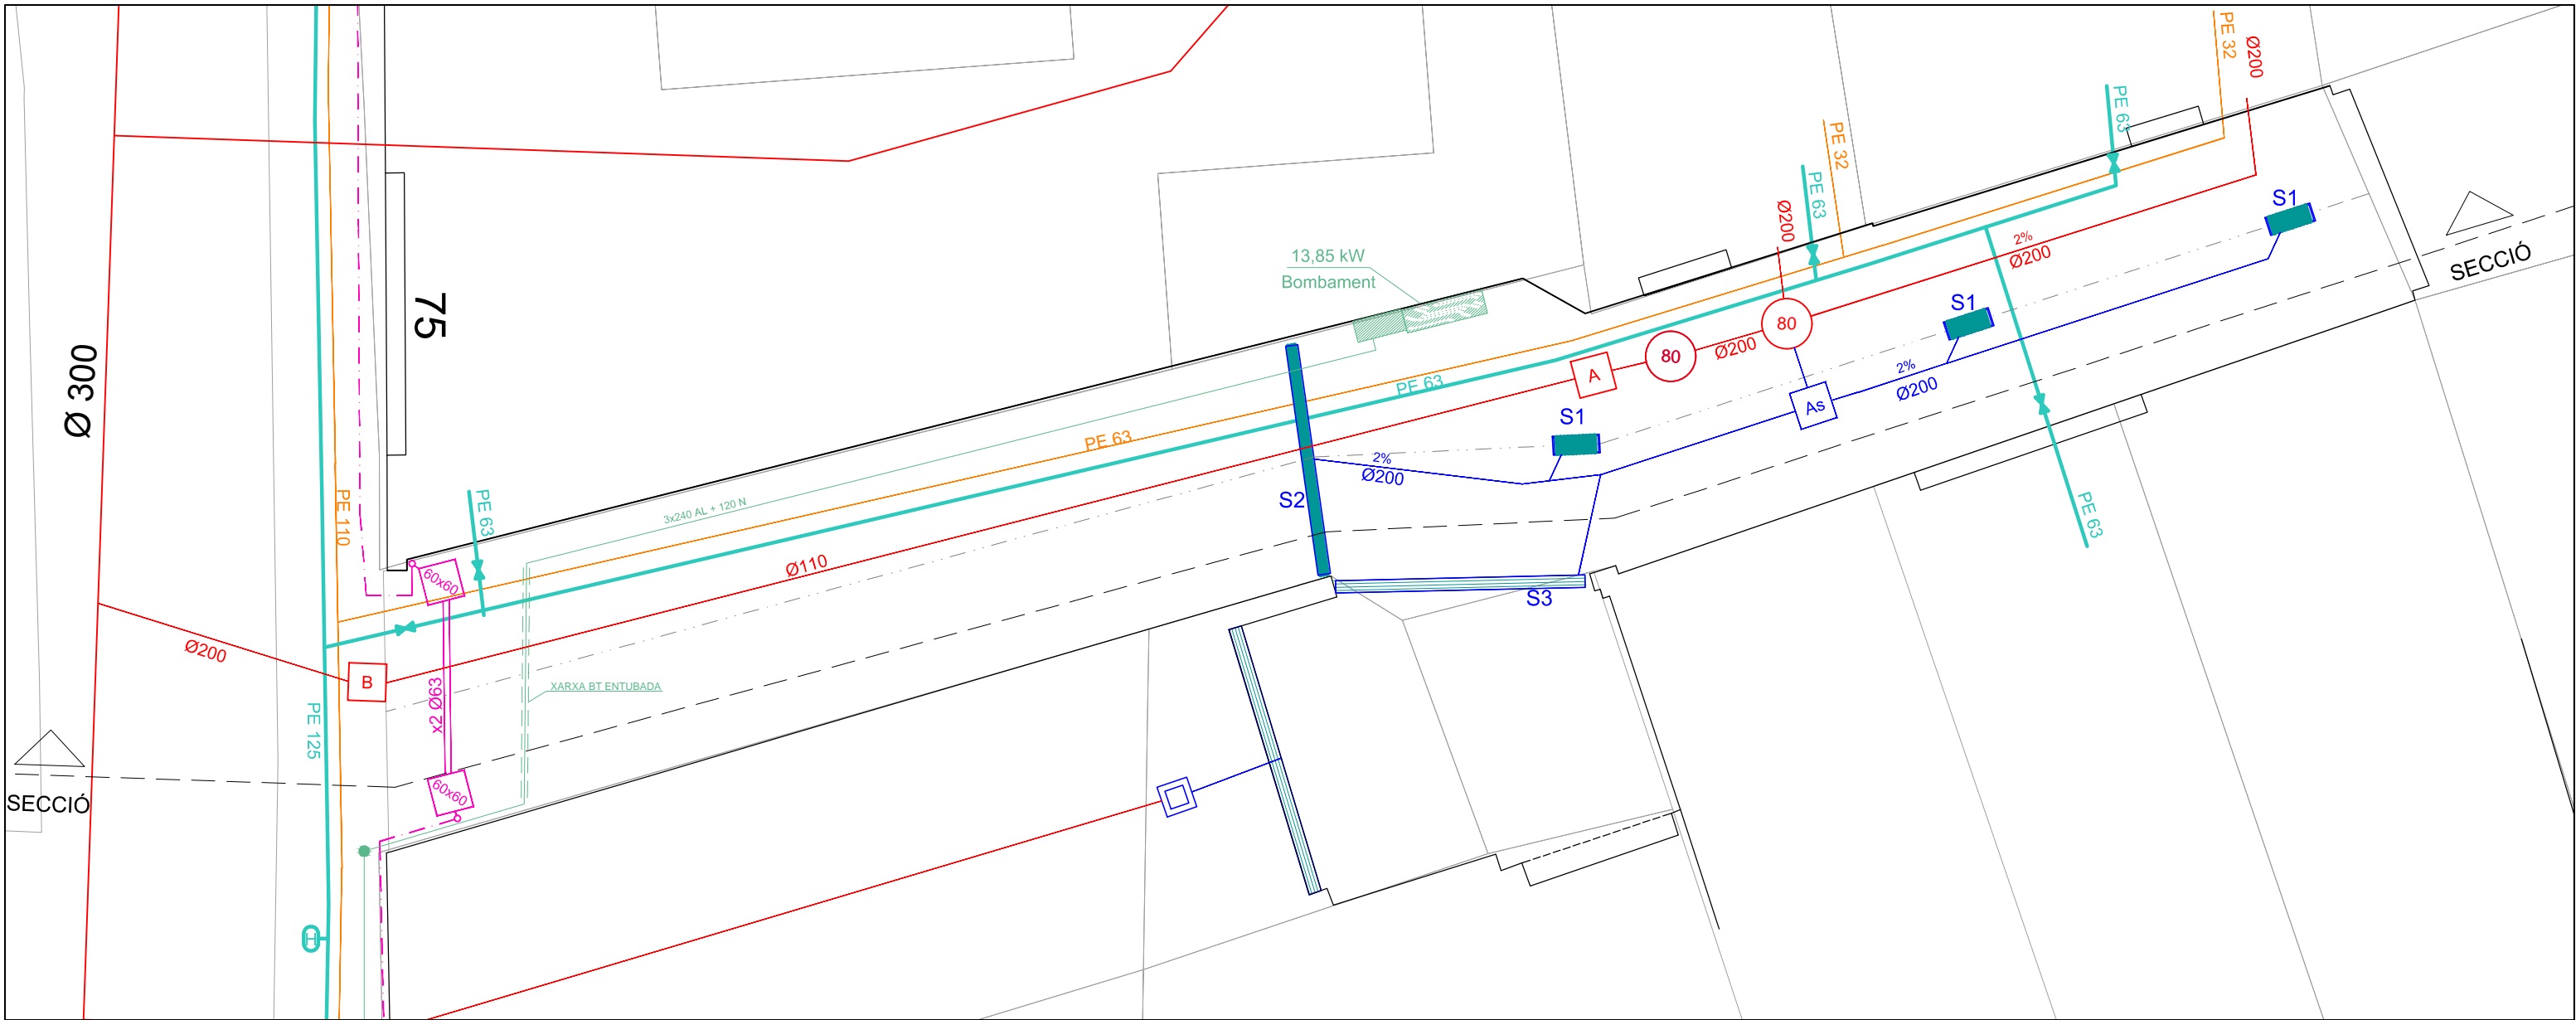 PE 32
Ø200
PE 63
PE 32
PE 63
Ø200
S1
2%
Ø200
SECCIÓ
13,85 kW
Bombament
75
Ø 300
S1
80
80
Ø200
A
2%
Ø200
As
PE 63
S1
PE 63
2%
Ø200
S2
PE 63
3x240 AL + 120 N
PE 110
PE 63
Ø110
60x60
S3
Ø200
B
x2 Ø63
XARXA BT ENTUBADA
PE 125
60x60
SECCIÓ
H